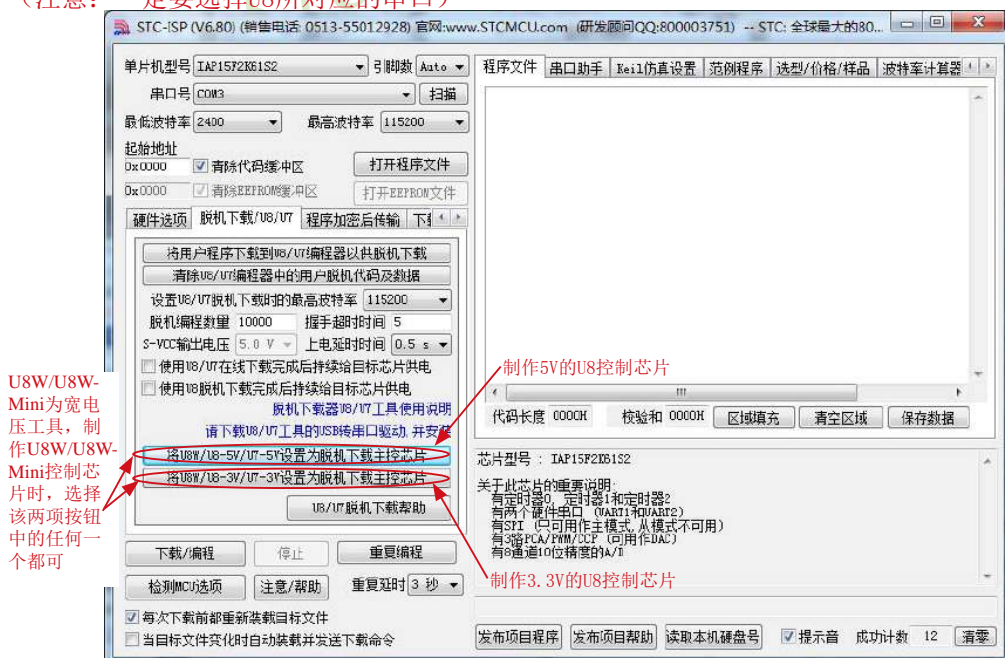 (注意: 一定要选择U8所对应的串口)
STC-ISP (V6.80) (销售电话: 0513-55012928) 官网:www.STCMCU.com (研发顾问QQ:800003751) -- STC: 全球最大的80...
单片机型号 IAP15F2K61S2 引脚数 Auto
串口号 COM3 扫描
最低波特率 2400 最高波特率 115200
起始地址
0x0000 清除代码缓冲区 打开程序文件
0x0000 清除EEPROM缓冲区 打开EEPROM文件
硬件选项 脱机下载/U8/U7 程序加密后传输
将用户程序下载到U8/U7编程器以供脱机下载
清除U8/U7编程器中的用户脱机代码及数据
设置U8/U7脱机下载时的最高波特率 115200
脱机编程数量 10000 握手超时时间 5
S-VCC输出电压 5.0 V 上电延时时间 0.5 s
使用U8/U7在线下载完成后持续给目标芯片供电
使用U8脱机下载完成后持续给目标芯片供电
脱机下载器U8/U7工具使用说明
请下载U8/U7工具的USB转串口驱动,并安装
将U8W/U8-5V/U7-5V设置为脱机下载主控芯片
将U8W/U8-3V/U7-3V设置为脱机下载主控芯片
U8/U7脱机下载帮助
下载/编程 停止 重复编程
检测MCU选项 注意/帮助 重复延时 3 秒
每次下载前都重新装载目标文件
当目标文件变化时自动装载并发送下载命令
U8W/U8W-
Mini为宽电
压工具，制
作U8W/U8W-
Mini控制芯
片时，选择
该两项按钮
中的任何一
个都可
程序文件 串口助手 Keil仿真设置 范例程序 选型/价格/样品 波特率计算器
制作5V的U8控制芯片
代码长度 0000H 校验和 0000H 区域填充 清空区域 保存数据
芯片型号 : IAP15F2K61S2
关于此芯片的重要说明:
有定时器0, 定时器1和定时器2
有两个硬件串口 (UART1和UART2)
有SPI (只可用作主模式,从模式不可用)
有3路PCA/PWM/CCP (可用作DAC)
有8通道10位精度的A/D
制作3.3V的U8控制芯片
发布项目程序 发布项目帮助 读取本机硬盘号 提示音 成功计数 12 清零